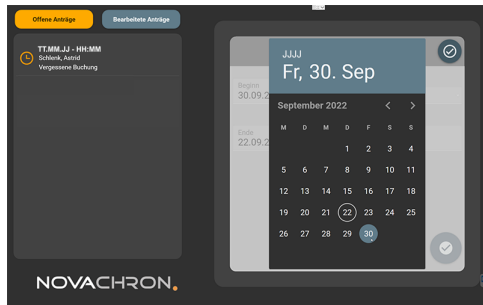 Offene Anträge
Bearbeitete Anträge
TT.MM.JJ - HH:MM
Schlenk, Astrid
Vergessene Buchung
JJJJ
Fr, 30. Sep
Beginn
30.09.2
Ende
22.09.2
September 2022
M D M D F S S
1 2 3 4
5 6 7 8 9 10 11
12 13 14 15 16 17 18
19 20 21 22 23 24 25
26 27 28 29 30
NOVACHRON.